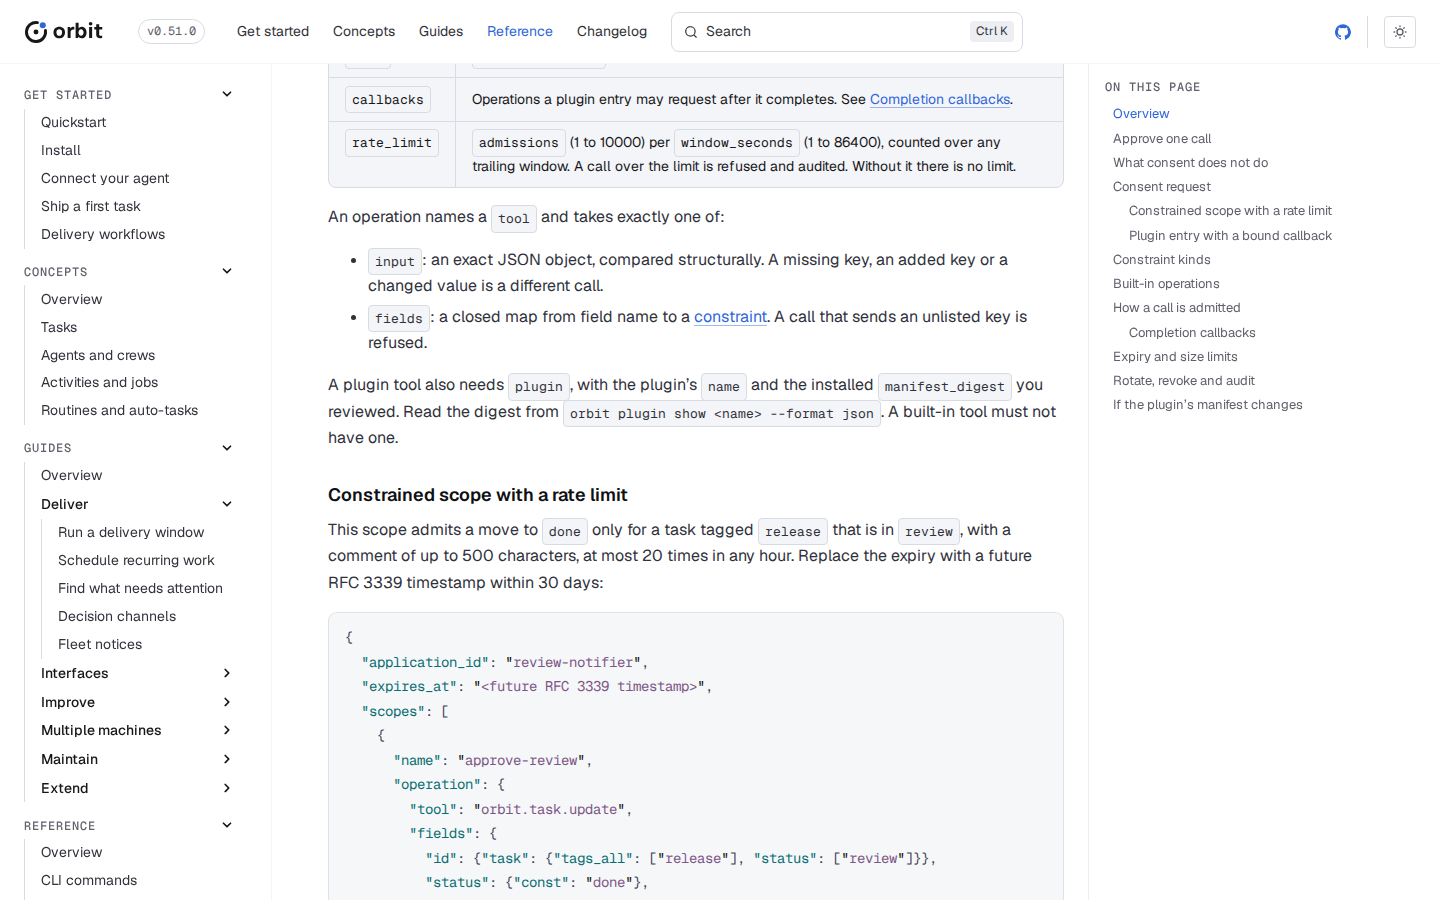 orbit
v0.51.0
Get started
Concepts
Guides
Reference
Changelog
Search
Ctrl K
GET STARTED
Quickstart
Install
Connect your agent
Ship a first task
Delivery workflows
CONCEPTS
Overview
Tasks
Agents and crews
Activities and jobs
Routines and auto-tasks
GUIDES
Overview
Deliver
Run a delivery window
Schedule recurring work
Find what needs attention
Decision channels
Fleet notices
Interfaces
Improve
Multiple machines
Maintain
Extend
REFERENCE
Overview
CLI commands
callbacks
Operations a plugin entry may request after it completes. See Completion callbacks.
rate_limit
admissions (1 to 10000) per window_seconds (1 to 86400), counted over any
trailing window. A call over the limit is refused and audited. Without it there is no limit.
An operation names a tool and takes exactly one of:
• input: an exact JSON object, compared structurally. A missing key, an added key or a
changed value is a different call.
• fields: a closed map from field name to a constraint. A call that sends an unlisted key is
refused.
A plugin tool also needs plugin, with the plugin’s name and the installed manifest_digest you
reviewed. Read the digest from orbit plugin show <name> --format json. A built-in tool must not
have one.
Constrained scope with a rate limit
This scope admits a move to done only for a task tagged release that is in review, with a
comment of up to 500 characters, at most 20 times in any hour. Replace the expiry with a future
RFC 3339 timestamp within 30 days:
{
"application_id": "review-notifier",
"expires_at": "<future RFC 3339 timestamp>",
"scopes": [
{
"name": "approve-review",
"operation": {
"tool": "orbit.task.update",
"fields": {
"id": {"task": {"tags_all": ["release"], "status": ["review"]}},
"status": {"const": "done"},
ON THIS PAGE
Overview
Approve one call
What consent does not do
Consent request
Constrained scope with a rate limit
Plugin entry with a bound callback
Constraint kinds
Built-in operations
How a call is admitted
Completion callbacks
Expiry and size limits
Rotate, revoke and audit
If the plugin’s manifest changes